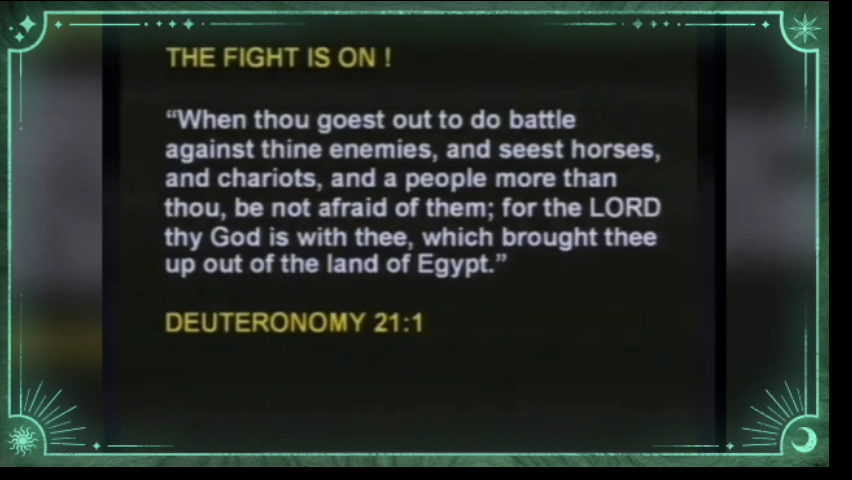 THE FIGHT IS ON !
“When thou goest out to do battle
against thine enemies, and seest horses,
and chariots, and a people more than
thou, be not afraid of them; for the LORD
thy God is with thee, which brought thee
up out of the land of Egypt.”
DEUTERONOMY 21:1